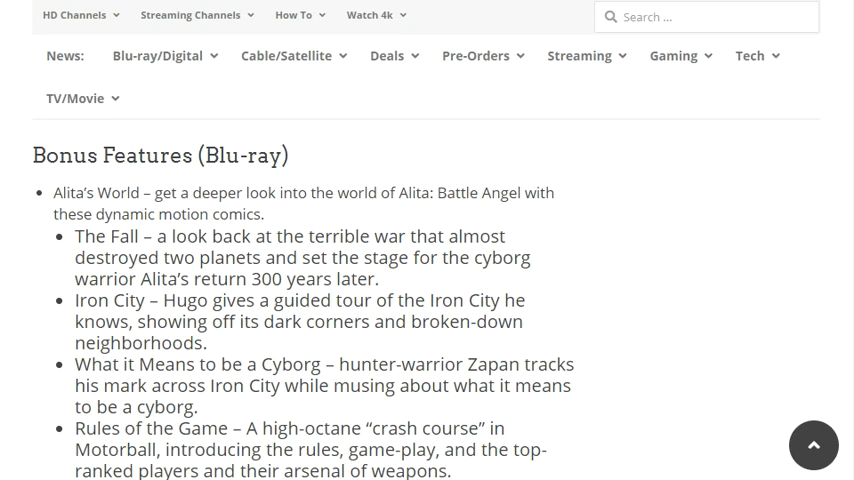 HD Channels Streaming Channels How To Watch 4k Search ...
News: Blu-ray/Digital Cable/Satellite Deals Pre-Orders Streaming Gaming Tech
TV/Movie
Bonus Features (Blu-ray)
• Alita’s World – get a deeper look into the world of Alita: Battle Angel with
these dynamic motion comics.
• The Fall – a look back at the terrible war that almost
destroyed two planets and set the stage for the cyborg
warrior Alita’s return 300 years later.
• Iron City – Hugo gives a guided tour of the Iron City he
knows, showing off its dark corners and broken-down
neighborhoods.
• What it Means to be a Cyborg – hunter-warrior Zapan tracks
his mark across Iron City while musing about what it means
to be a cyborg.
• Rules of the Game – A high-octane “crash course” in
Motorball, introducing the rules, game-play, and the top-
ranked players and their arsenal of weapons.